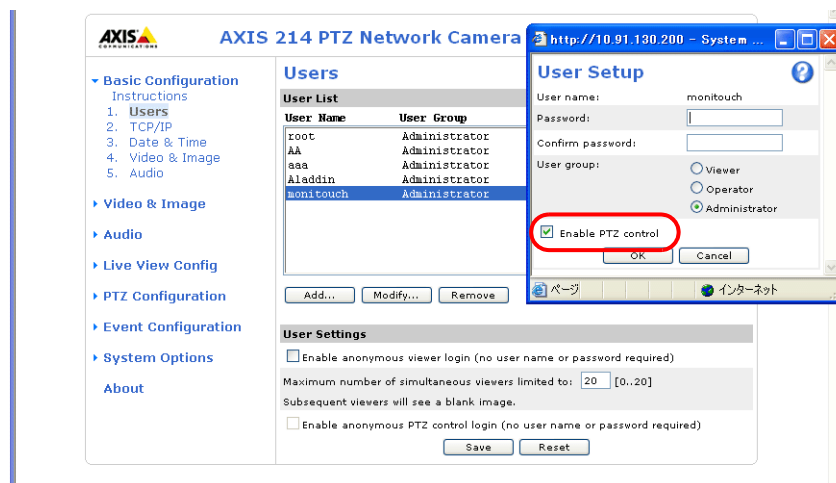 AXIS
COMMUNICATIONS
AXIS 214 PTZ Network Camera
Basic Configuration
Instructions
1. Users
2. TCP/IP
3. Date & Time
4. Video & Image
5. Audio
Video & Image
Audio
Live View Config
PTZ Configuration
Event Configuration
System Options
About
Users
User List
User Name User Group
root Administrator
AA Administrator
aaa Administrator
Aladdin Administrator
monitouch Administrator
Add... Modify... Remove
User Settings
Enable anonymous viewer login (no user name or password required)
Maximum number of simultaneous viewers limited to: 20 [0..20]
Subsequent viewers will see a blank image.
Enable anonymous PTZ control login (no user name or password required)
Save Reset
http://10.91.130.200 - System ...
User Setup
User name: monitouch
Password:
Confirm password:
User group:
Viewer
Operator
Administrator
Enable PTZ control
OK Cancel
ページ インターネット